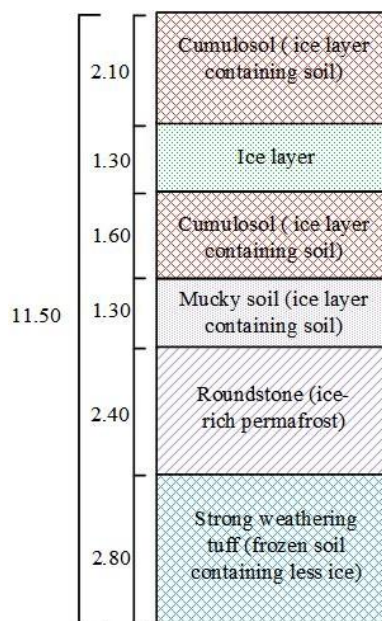 2.10
Cumulosol ( ice layer
containing soil)
1.30
Ice layer
1.60
Cumulosol ( ice layer
containing soil)
11.50
1.30
Mucky soil (ice layer
containing soil)
2.40
Roundstone (ice-
rich permafrost)
2.80
Strong weathering
tuff (frozen soil
containing less ice)